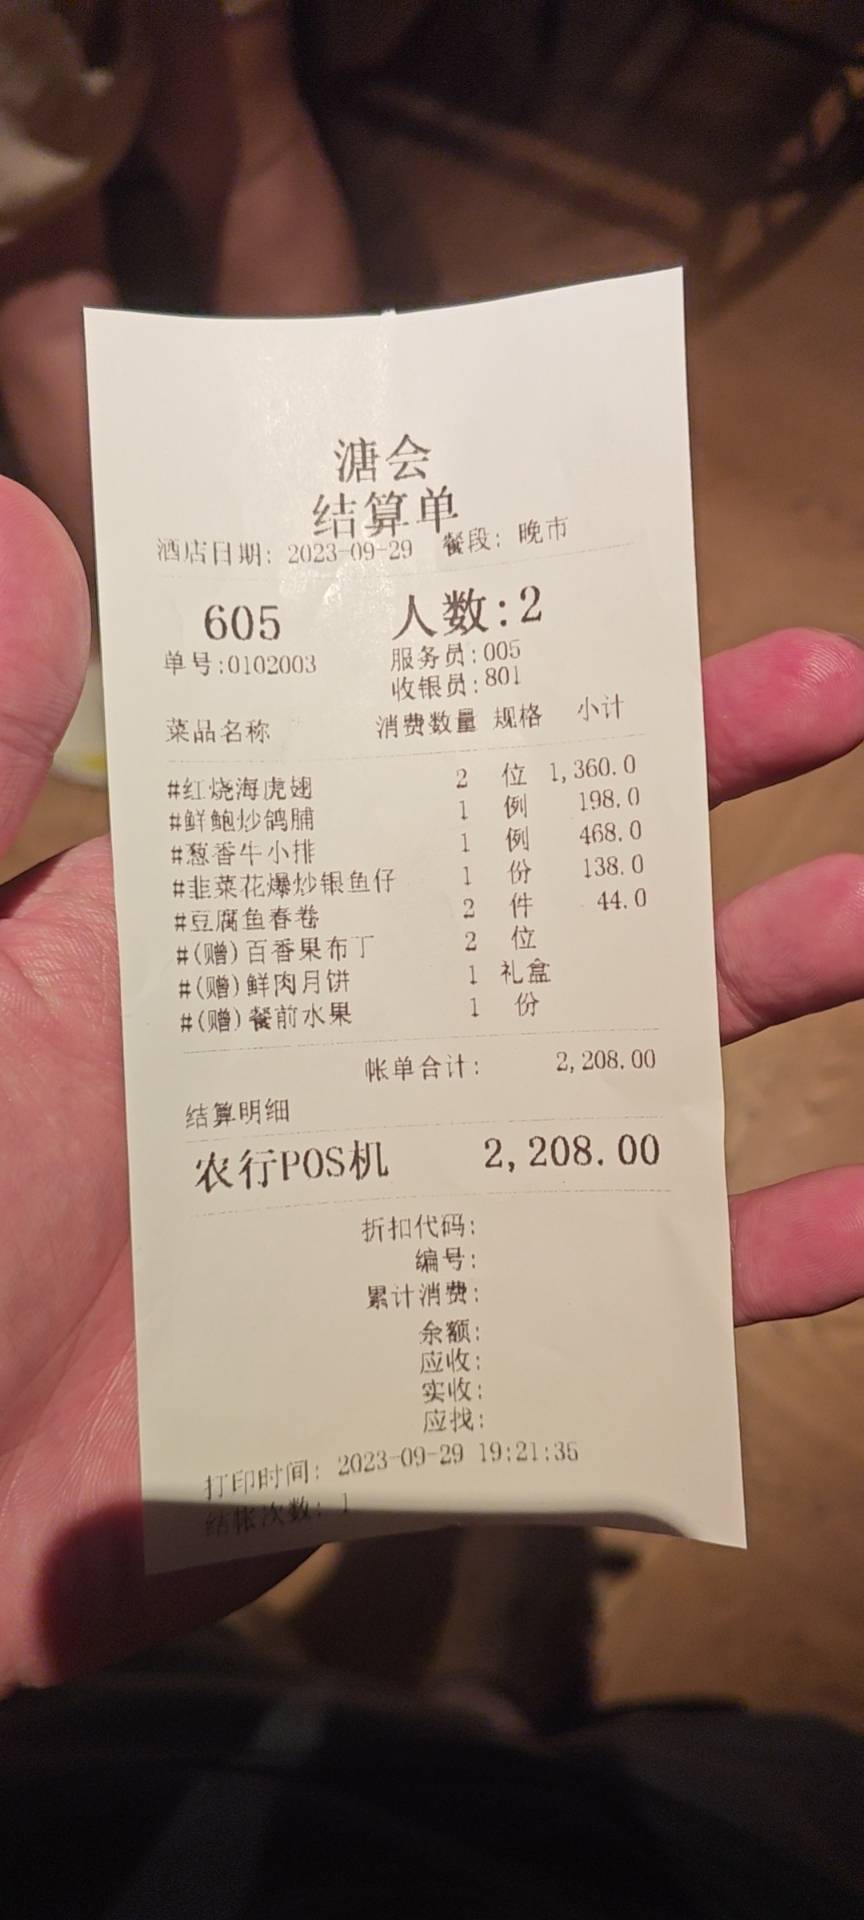 溏会
结算单
酒店日期: 2023-09-29 餐段: 晚市
605 人数:2
单号:0102003 服务员:005
收银员:801
菜品名称 消费数量 规格 小计
#红烧海虎翅 2 位 1,360.0
#鲜鲍炒鸽脯 1 例 198.0
#葱香牛小排 1 例 468.0
#韭菜花爆炒银鱼仔 1 份 138.0
#豆腐鱼春卷 2 件 44.0
#(赠)百香果布丁 2 位
#(赠)鲜肉月饼 1 礼盒
#(赠)餐前水果 1 份
帐单合计: 2,208.00
结算明细
农行POS机 2,208.00
折扣代码:
编号:
累计消费:
余额:
应收:
实收:
应找:
打印时间: 2023-09-29 19:21:35
结帐次数: 1